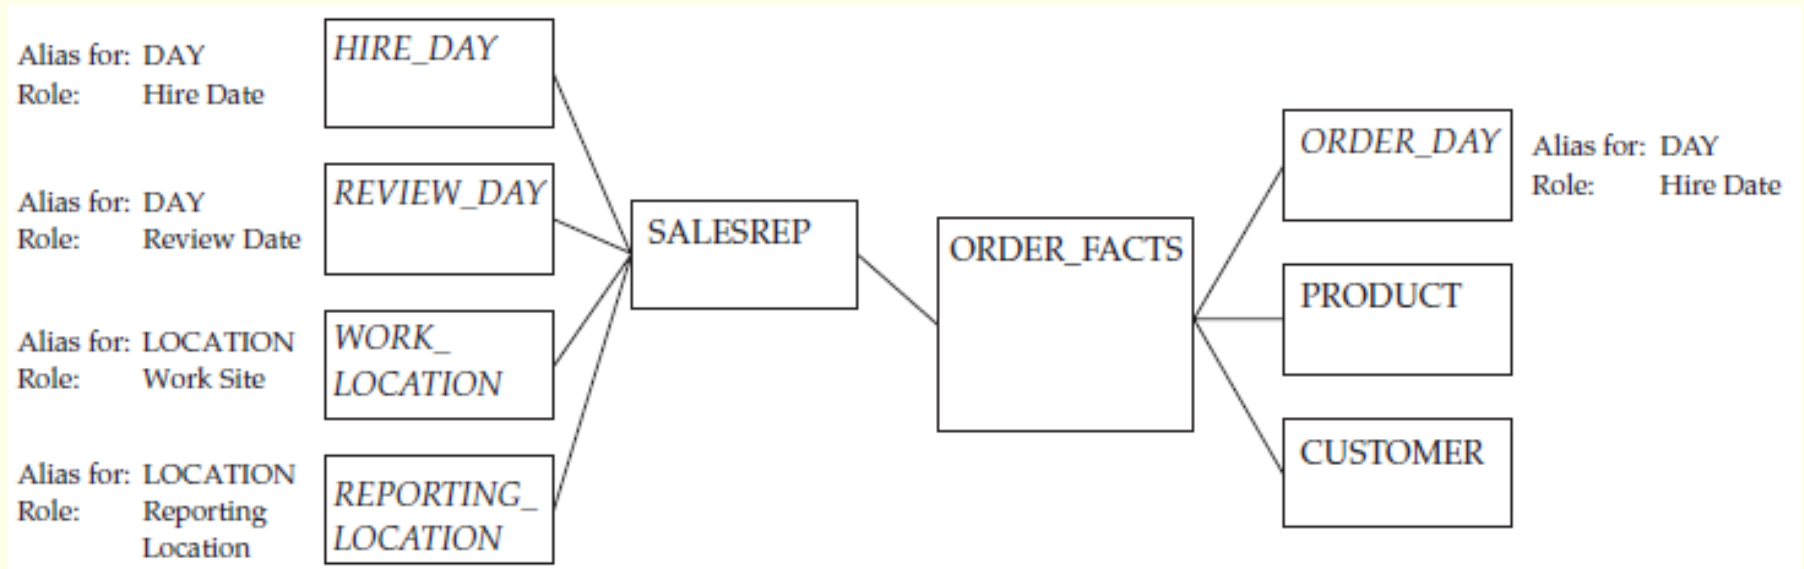 Alias for: DAY
Role: Hire Date
HIRE_DAY
Alias for: DAY
Role: Review Date
REVIEW_DAY
Alias for: LOCATION
Role: Work Site
WORK_
LOCATION
Alias for: LOCATION
Role: Reporting
Location
REPORTING_
LOCATION
SALESREP
ORDER_FACTS
ORDER_DAY
Alias for: DAY
Role: Hire Date
PRODUCT
CUSTOMER